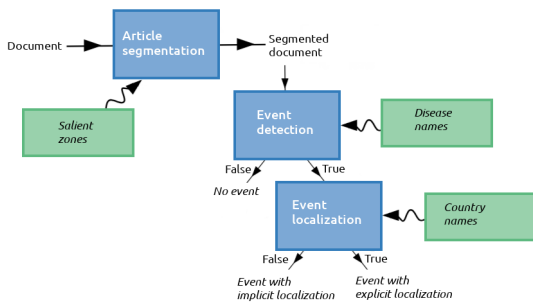 Article
segmentation
Document
Segmented
document
Salient
zones
Event
detection
Disease
names
False
True
No event
Event
localization
Country
names
False
True
Event with
implicit localization
Event with
explicit localization